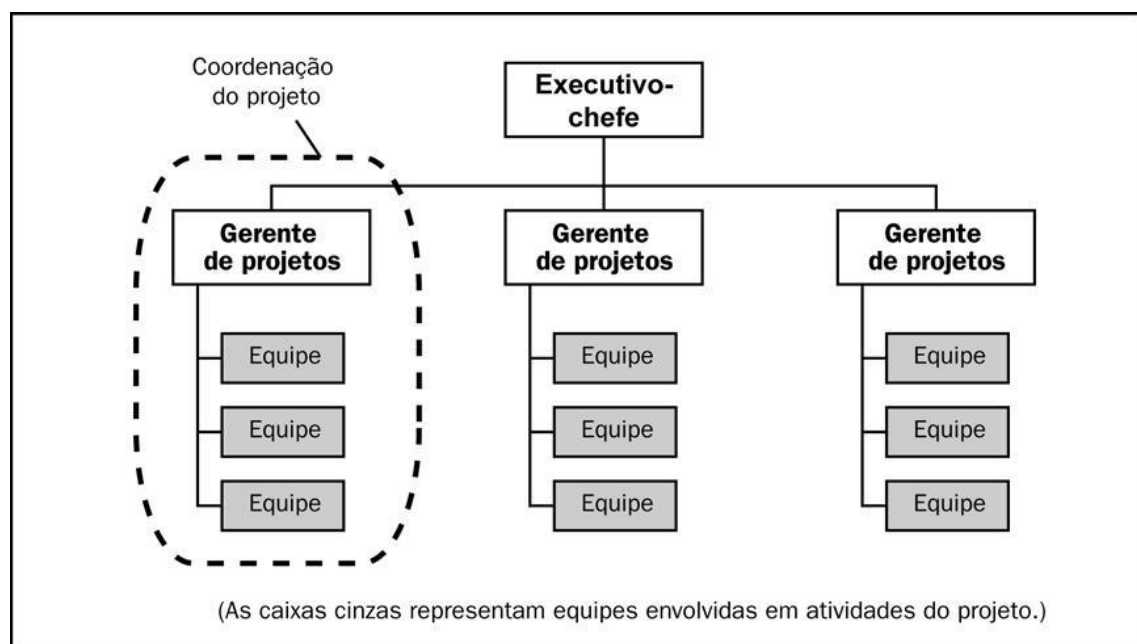 Coordenação
do projeto
Executivo-
chefe
Gerente
de projetos
Gerente
de projetos
Gerente
de projetos
Equipe
Equipe
Equipe
Equipe
Equipe
Equipe
Equipe
Equipe
Equipe
(As caixas cinzas representam equipes envolvidas em atividades do projeto.)